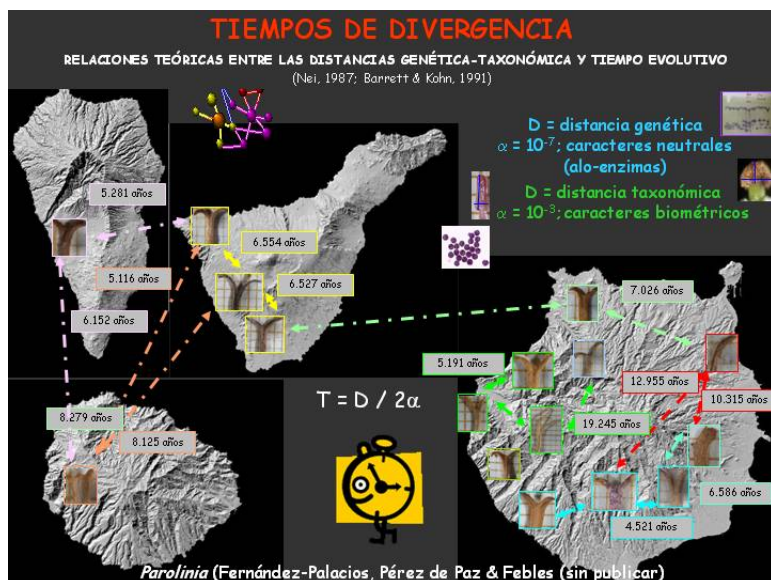 TIEMPOS DE DIVERGENCIA
RELACIONES TEÓRICAS ENTRE LAS DISTANCIAS GENÉTICA-TAXONÓMICA Y TIEMPO EVOLUTIVO
(Nei, 1987; Barrett & Kohn, 1991)
D = distancia genética
α = 10⁻⁷; caracteres neutrales
(alo-enzimas)
D = distancia taxonómica
α = 10⁻³; caracteres biométricos
5.281 años
6.554 años
5.116 años
6.527 años
7.026 años
6.152 años
5.191 años
12.955 años
10.315 años
T = D / 2α
8.279 años
19.245 años
8.125 años
6.586 años
4.521 años
Parolinia (Fernández-Palacios, Pérez de Paz & Febles (sin publicar)